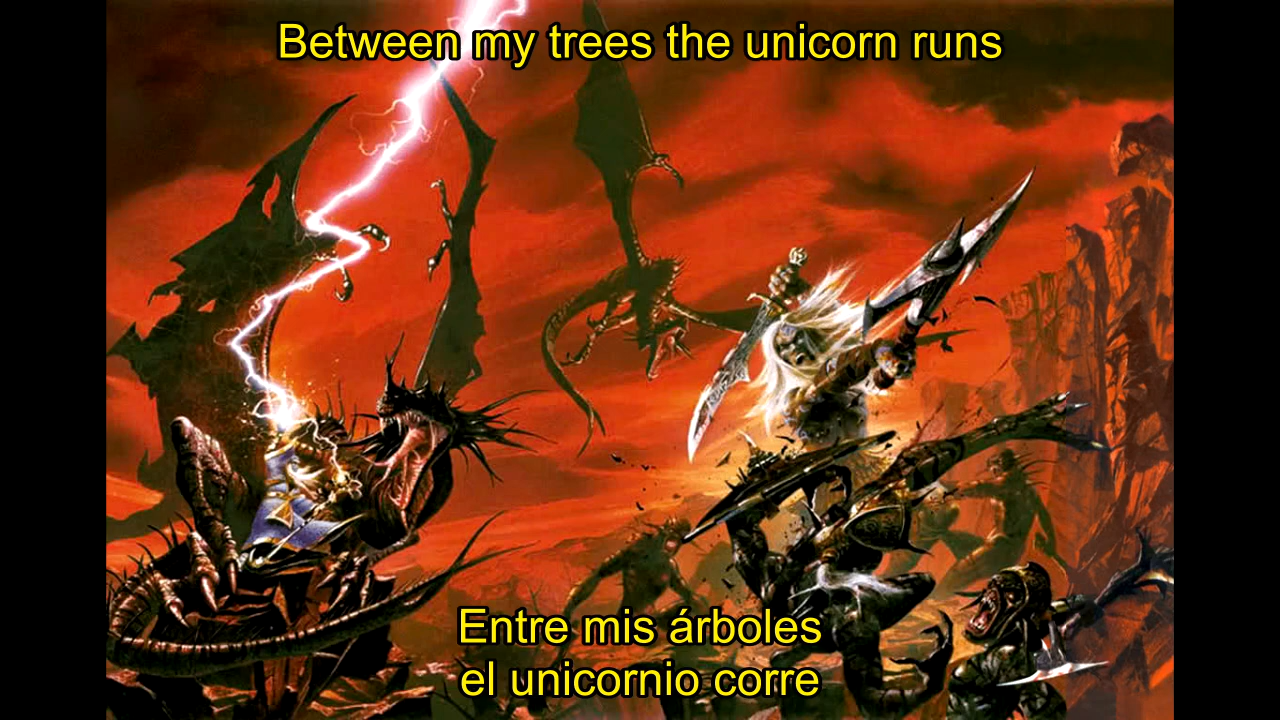 Between my trees the unicorn runs
Entre mis árboles
el unicornio corre